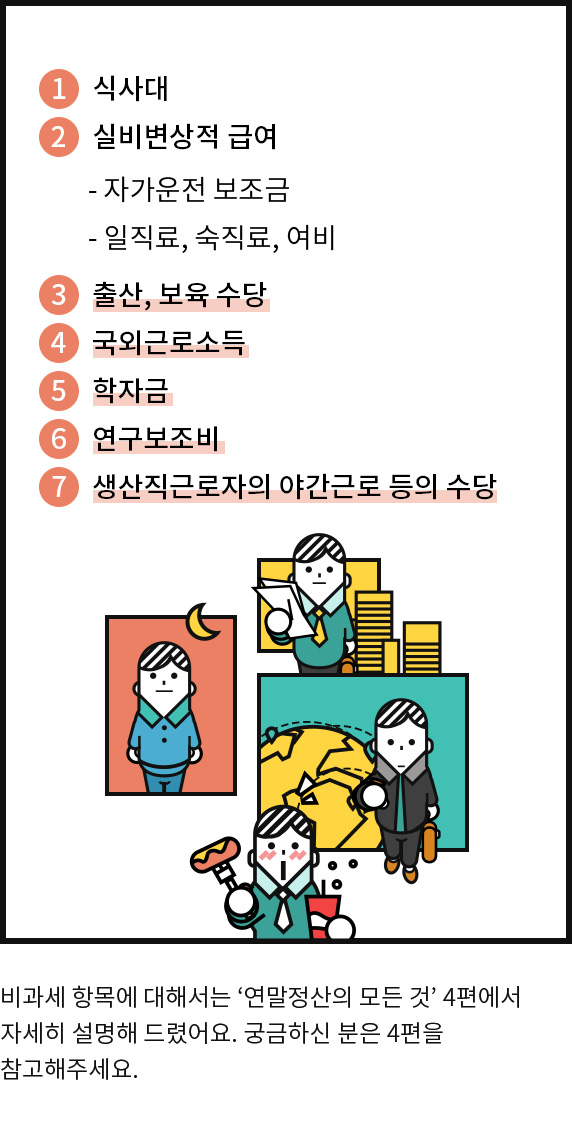 1 식사대
2 실비변상적 급여
- 자가운전 보조금
- 일직료, 숙직료, 여비
3 출산, 보육 수당
4 국외근로소득
5 학자금
6 연구보조비
7 생산직근로자의 야간근로 등의 수당
비과세 항목에 대해서는 ‘연말정산의 모든 것’ 4편에서
자세히 설명해 드렸어요. 궁금하신 분은 4편을
참고해주세요.